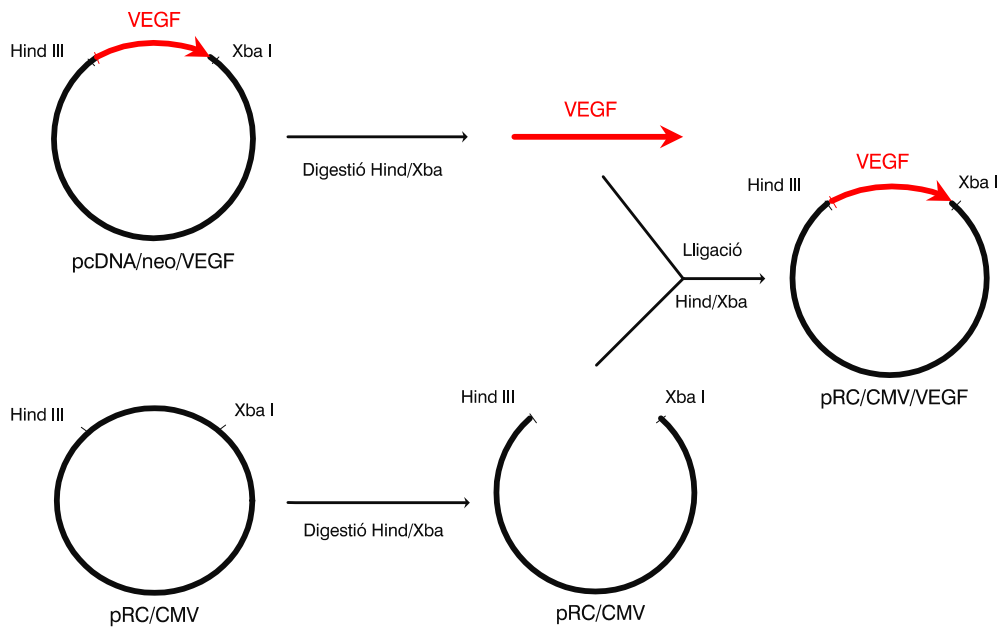 VEGF
Hind III
Xba I
pcDNA/neo/VEGF
Digestió Hind/Xba
VEGF
VEGF
Hind III
Xba I
Lligació
Hind/Xba
pRC/CMV/VEGF
Hind III
Xba I
pRC/CMV
Digestió Hind/Xba
Hind III
Xba I
pRC/CMV